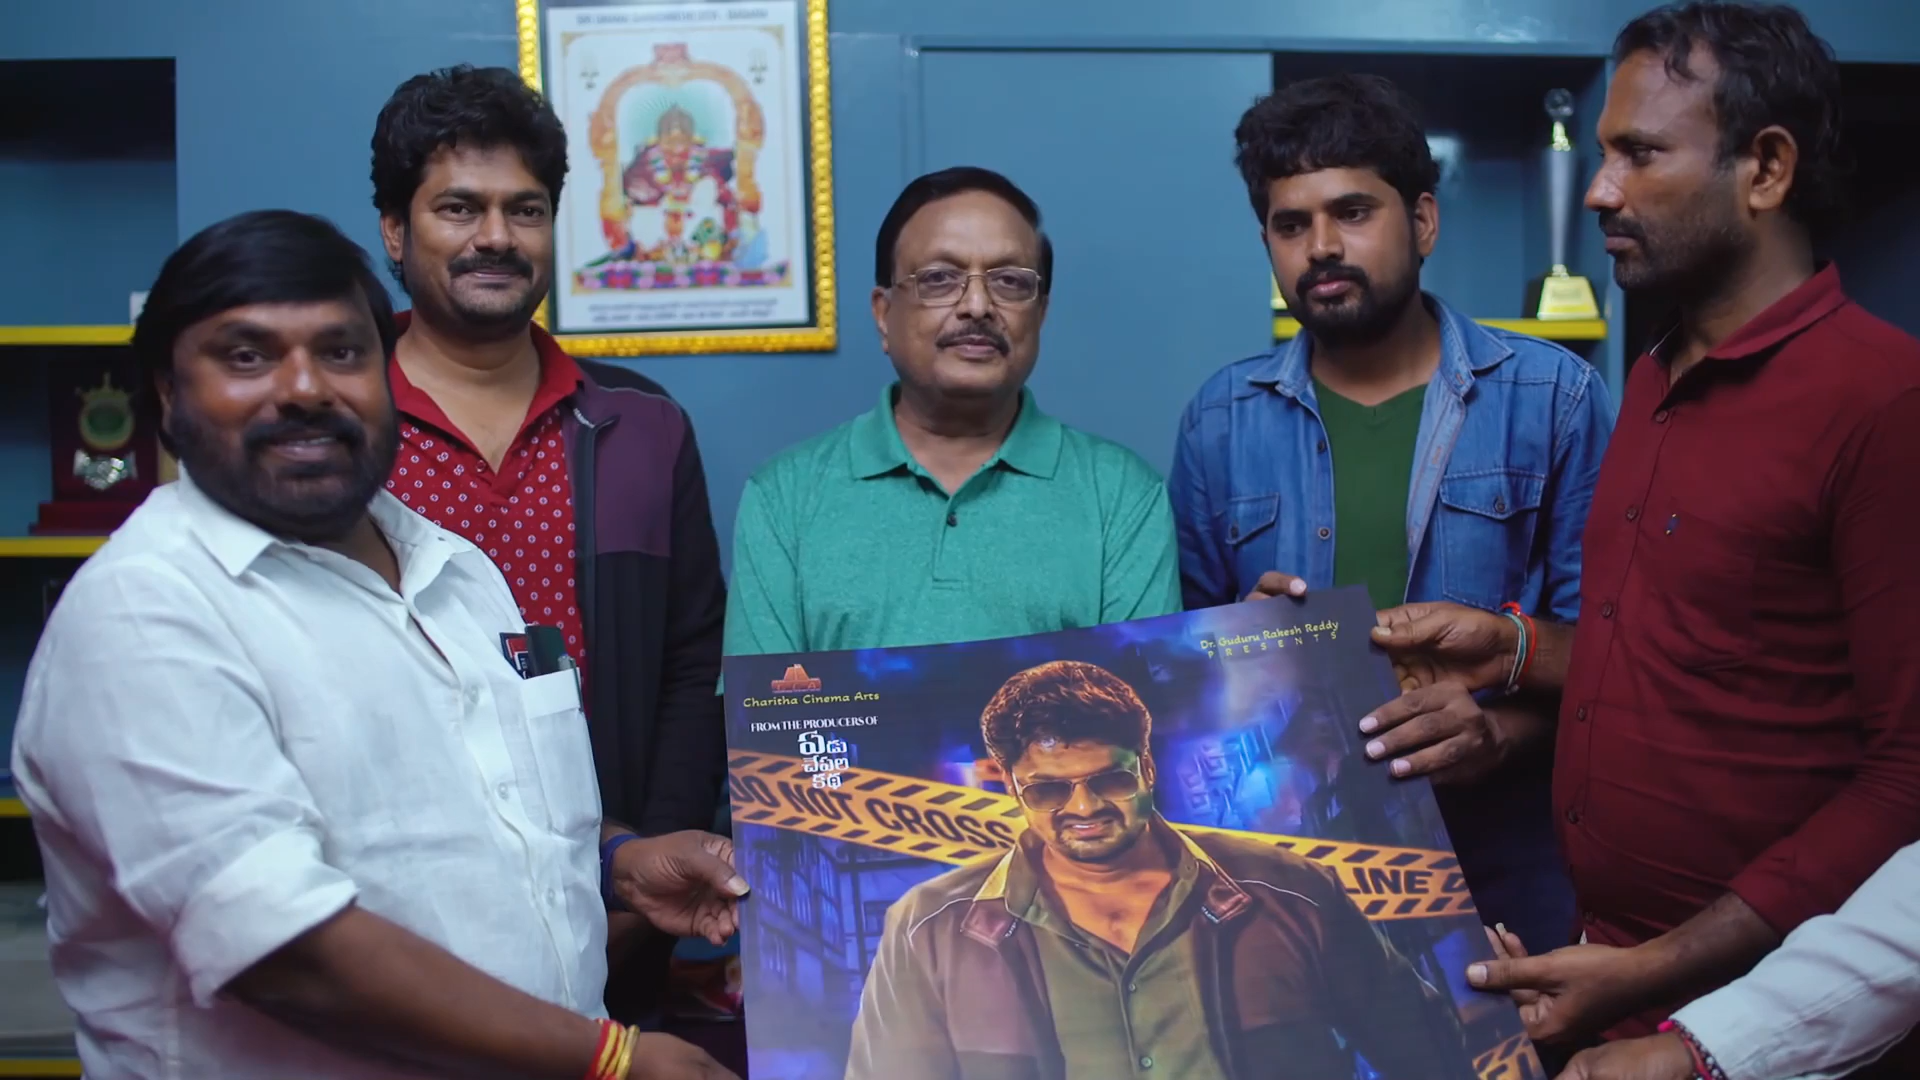 Charitha Cinema Arts
FROM THE PRODUCERS OF
ఏడు
చేపల
కథ
Dr. Guduru Rakesh Reddy
PRESENTS
DO NOT CROSS
LINE D